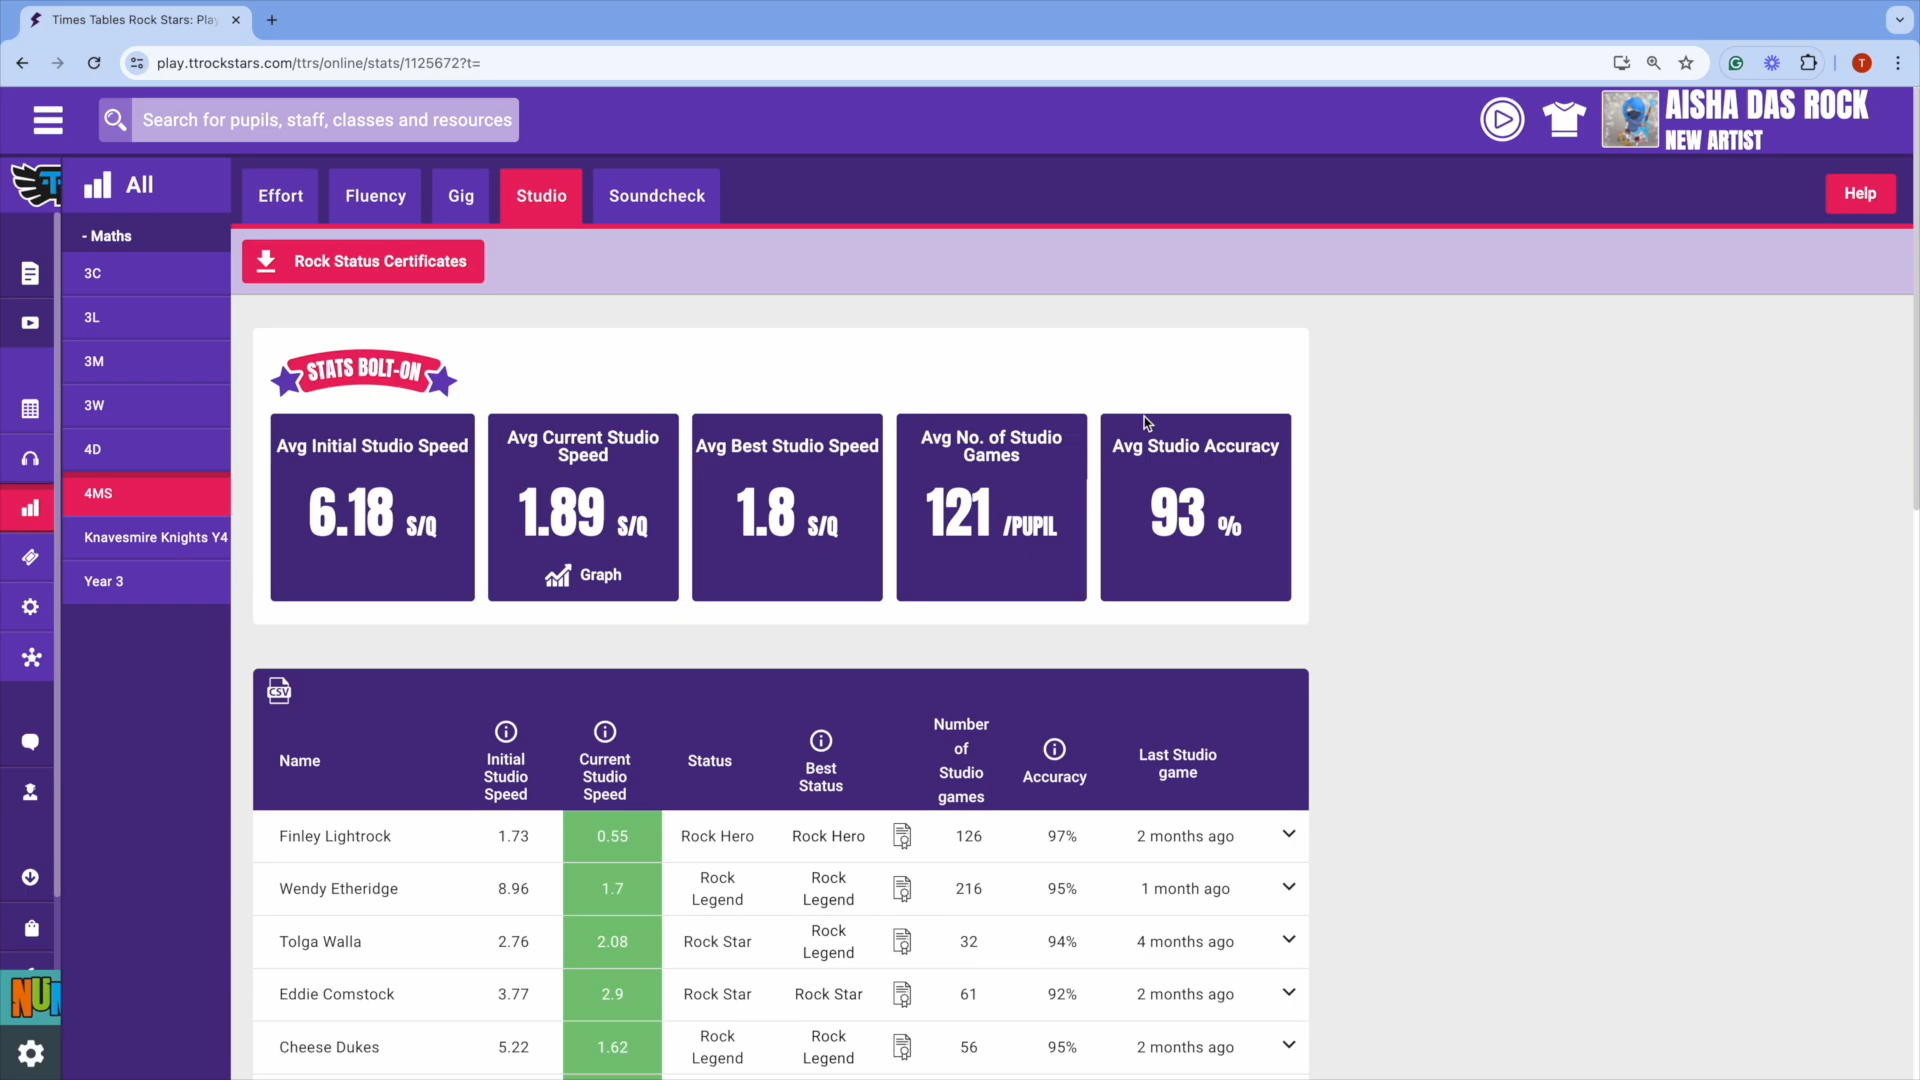 Times Tables Rock Stars: Pla
play.ttrockstars.com/ttrs/online/stats/1125672?t=
T
Search for pupils, staff, classes and resources
AISHA DAS ROCK
NEW ARTIST
All
Effort
Fluency
Gig
Studio
Soundcheck
Help
- Maths
3C
3L
3M
3W
4D
4MS
Knavesmire Knights Y4
Year 3
Rock Status Certificates
STATS BOLT-ON
Avg Initial Studio Speed
6.18 S/Q
Avg Current Studio
Speed
1.89 S/Q
Graph
Avg Best Studio Speed
1.8 S/Q
Avg No. of Studio
Games
121 /PUPIL
Avg Studio Accuracy
93 %
CSV
Name
Initial
Studio
Speed
Current
Studio
Speed
Status
Best
Status
Number
of
Studio
games
Accuracy
Last Studio
game
Finley Lightrock 1.73 0.55 Rock Hero Rock Hero 126 97% 2 months ago
Wendy Etheridge 8.96 1.7 Rock Legend Rock Legend 216 95% 1 month ago
Tolga Walla 2.76 2.08 Rock Star Rock Legend 32 94% 4 months ago
Eddie Comstock 3.77 2.9 Rock Star Rock Star 61 92% 2 months ago
Cheese Dukes 5.22 1.62 Rock Legend Rock Legend 56 95% 2 months ago
NUM